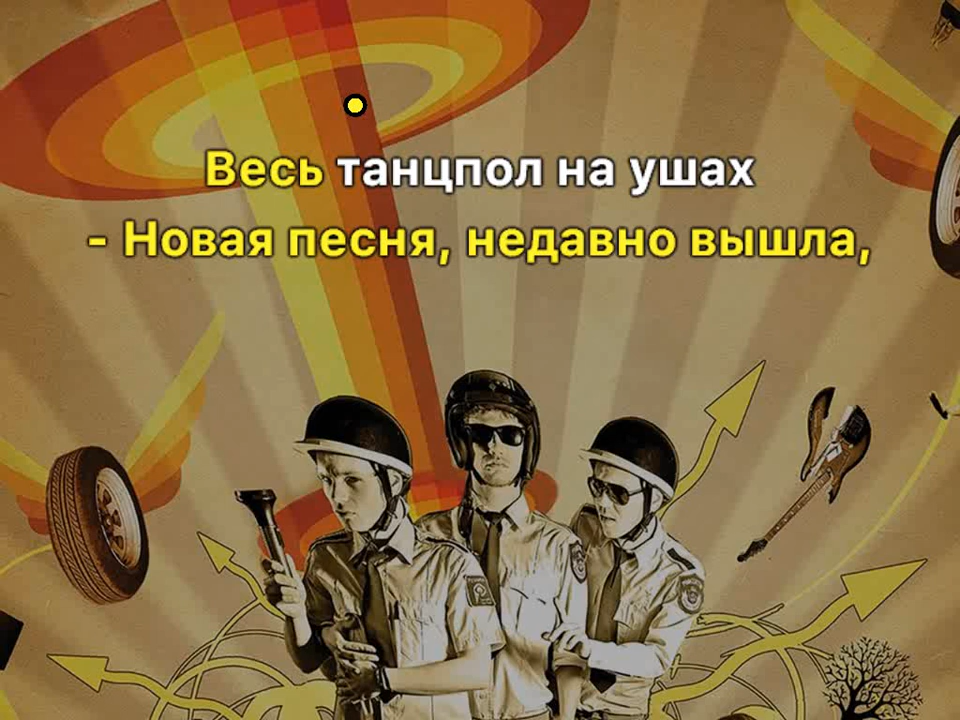 Весь танцпол на ушах
- Новая песня, недавно вышла,